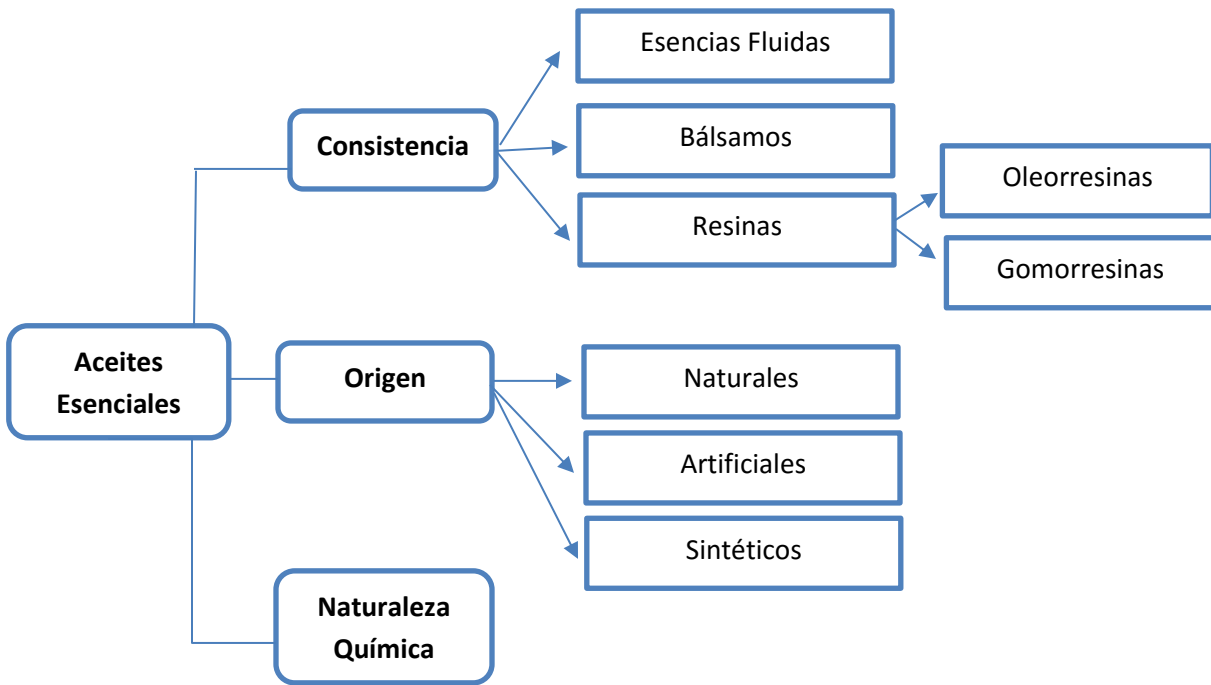 Esencias Fluidas
Consistencia
Bálsamos
Oleorresinas
Resinas
Gomorresinas
Aceites
Esenciales
Origen
Naturales
Artificiales
Sintéticos
Naturaleza
Química